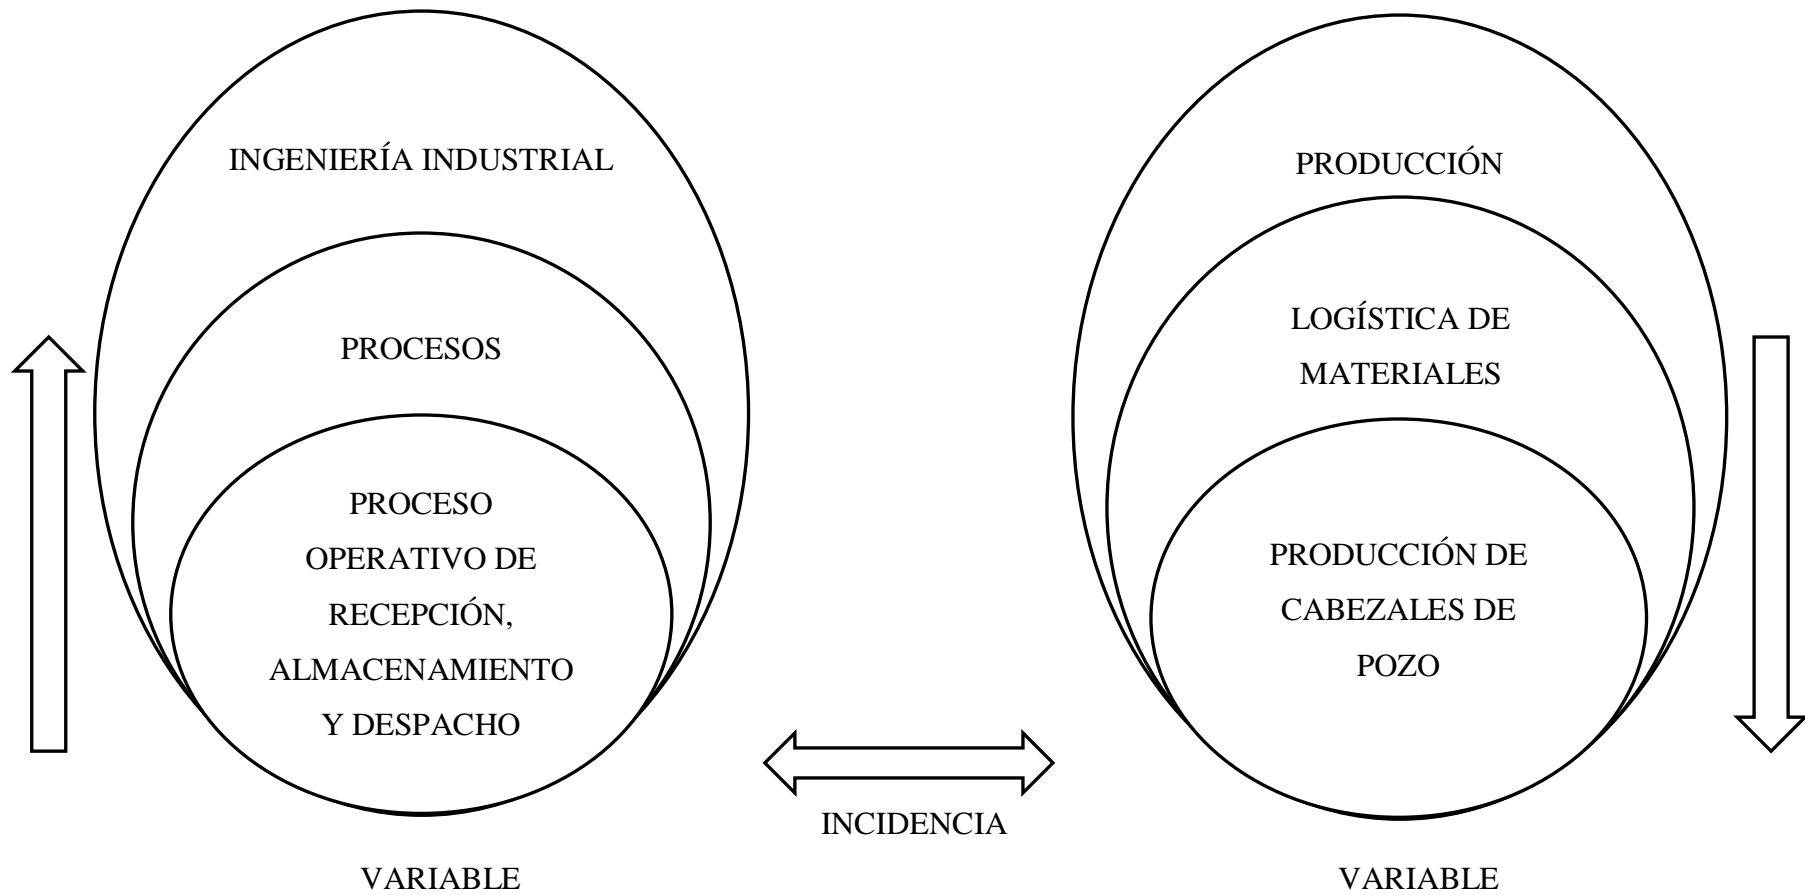 INGENIERÍA INDUSTRIAL
PROCESOS
PROCESO
OPERATIVO DE
RECEPCIÓN,
ALMACENAMIENTO
Y DESPACHO
VARIABLE
INCIDENCIA
PRODUCCIÓN
LOGÍSTICA DE
MATERIALES
PRODUCCIÓN DE
CABEZALES DE
POZO
VARIABLE